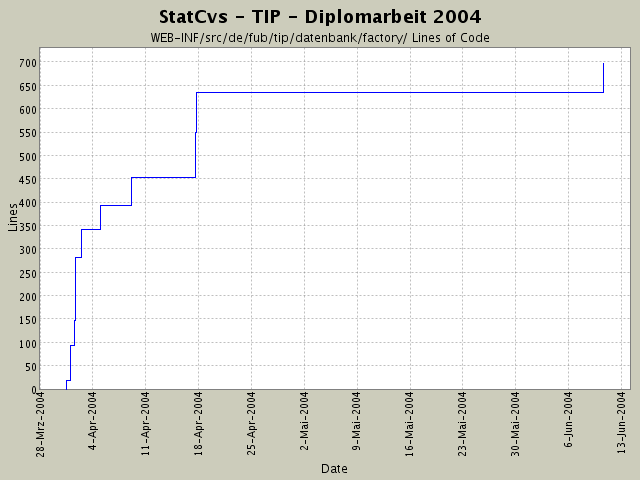 StatCvs - TIP - Diplomarbeit 2004
WEB-INF/src/de/fub/tip/datenbank/factory/ Lines of Code
700
650
600
550
500
450
400
350
300
250
200
150
100
50
0
Lines
28-Mrz-2004
4-Apr-2004
11-Apr-2004
18-Apr-2004
25-Apr-2004
2-Mai-2004
9-Mai-2004
16-Mai-2004
23-Mai-2004
30-Mai-2004
6-Jun-2004
13-Jun-2004
Date